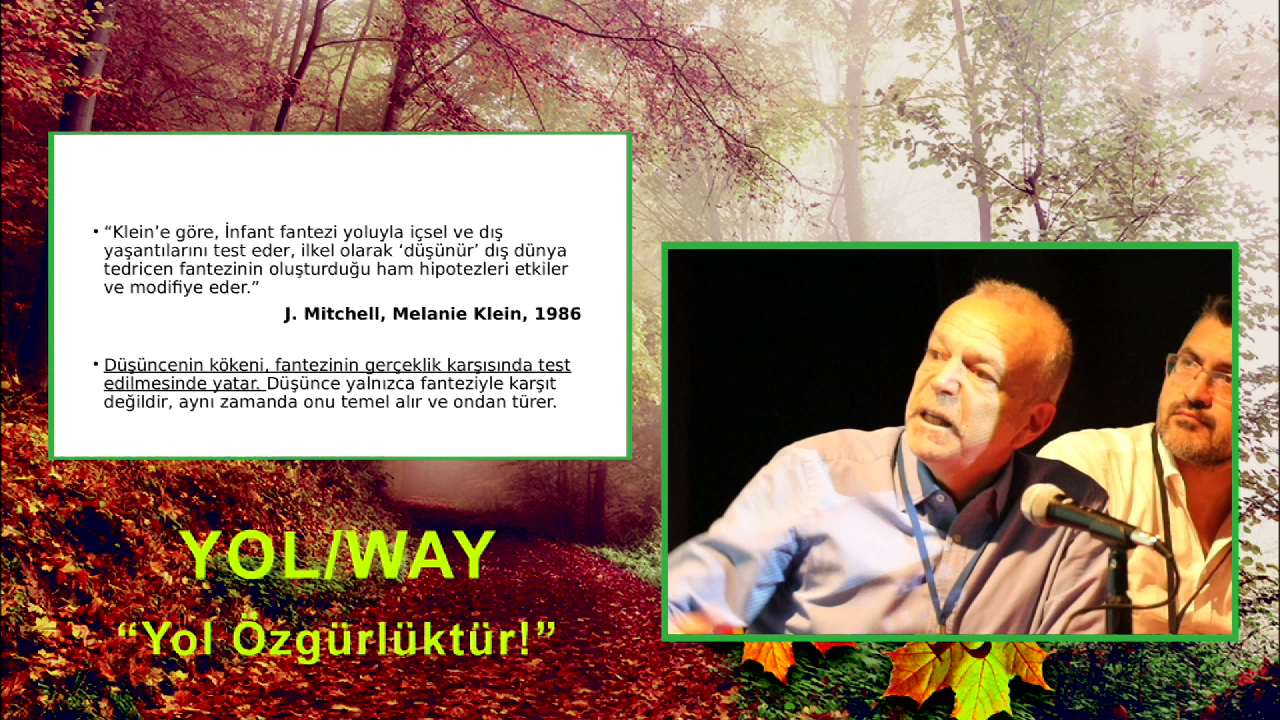 • “Klein’e göre, İnfant fantezi yoluyla içsel ve dış
yaşantılarını test eder, ilkel olarak ‘düşünür’ dış dünya
tedricen fantezinin oluşturduğu ham hipotezleri etkiler
ve modifiye eder.”
J. Mitchell, Melanie Klein, 1986
• Düşüncenin kökeni, fantezinin gerçeklik karşısında test
edilmesinde yatar. Düşünce yalnızca fanteziyle karşıt
değildir, aynı zamanda onu temel alır ve ondan türer.
YOL/WAY
“Yol Özgürlüktür!”